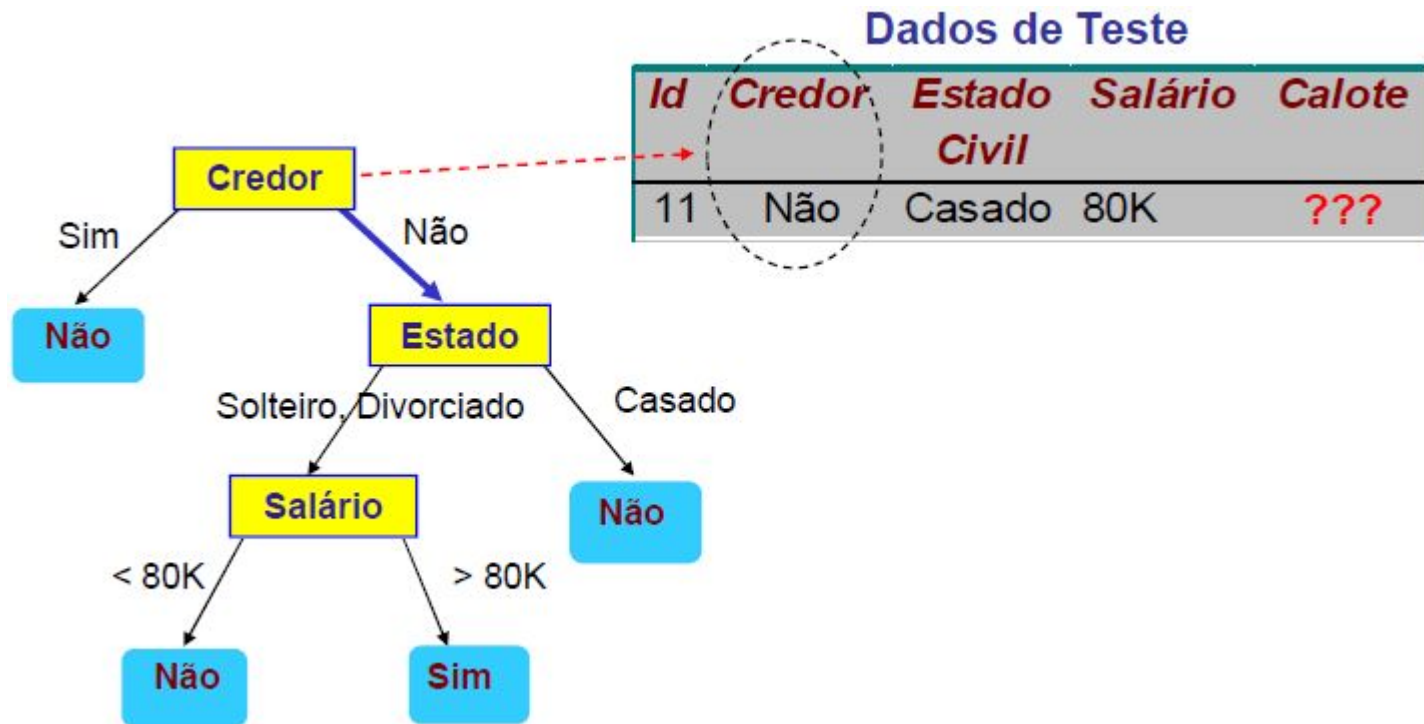 Dados de Teste
Id Credor Estado Salário Calote
Civil
11 Não Casado 80K ???
Credor
Sim Não
Não
Estado
Solteiro, Divorciado Casado
Salário
Não
< 80K > 80K
Não Sim